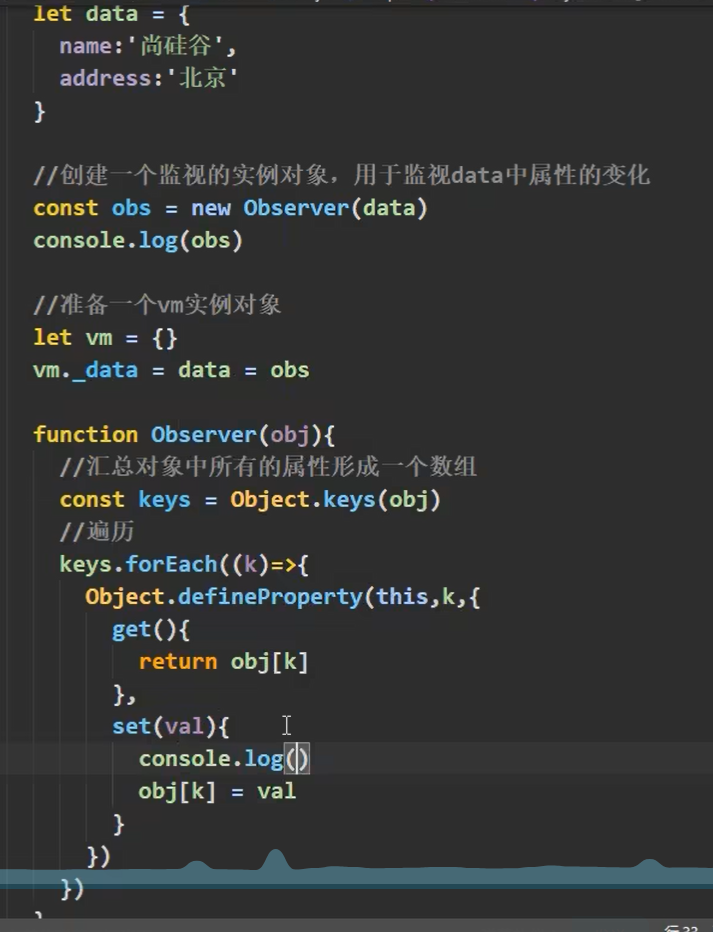 let data = {
name:'尚硅谷',
address:'北京'
}
//创建一个监视的实例对象，用于监视data中属性的变化
const obs = new Observer(data)
console.log(obs)
//准备一个vm实例对象
let vm = {}
vm._data = data = obs
function Observer(obj){
//汇总对象中所有的属性形成一个数组
const keys = Object.keys(obj)
//遍历
keys.forEach((k)=>{
Object.defineProperty(this,k,{
get(){
return obj[k]
},
set(val){
console.log()
obj[k] = val
}
})
})